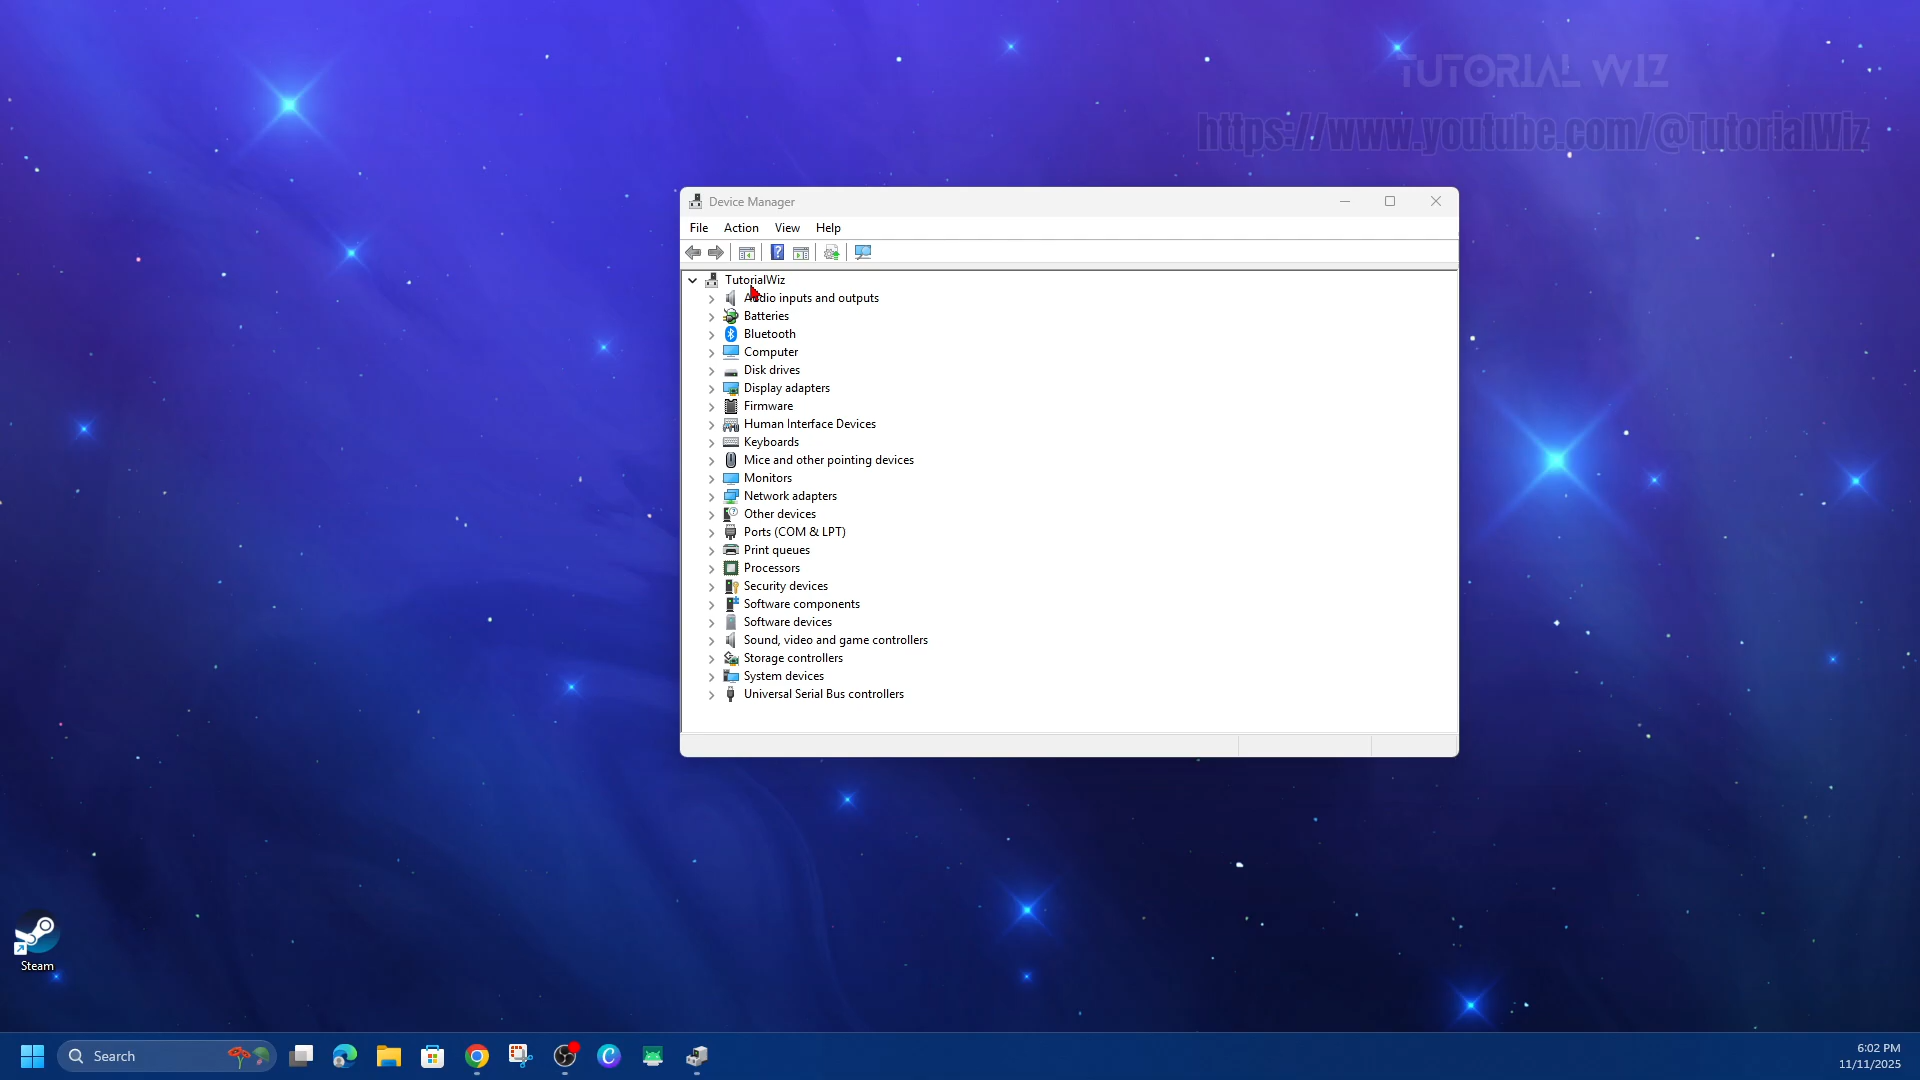 TUTORIAL WIZ
https://www.youtube.com/@TutorialWiz
Device Manager
File Action View Help
TutorialWiz
Audio inputs and outputs
Batteries
Bluetooth
Computer
Disk drives
Display adapters
Firmware
Human Interface Devices
Keyboards
Mice and other pointing devices
Monitors
Network adapters
Other devices
Ports (COM & LPT)
Print queues
Processors
Security devices
Software components
Software devices
Sound, video and game controllers
Storage controllers
System devices
Universal Serial Bus controllers
Steam
Search
6:02 PM
11/11/2025